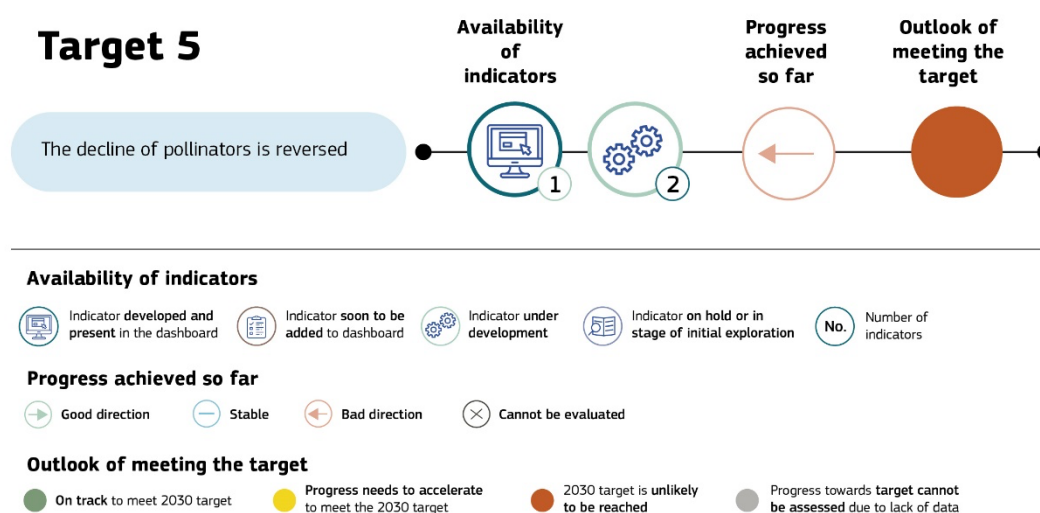 Target 5
Availability
of
indicators
Progress
achieved
so far
Outlook of
meeting the
target
The decline of pollinators is reversed
1
2
Availability of indicators
Indicator developed and
present in the dashboard
Indicator soon to be
added to dashboard
Indicator under
development
Indicator on hold or in
stage of initial exploration
No.
Number of
indicators
Progress achieved so far
Good direction
Stable
Bad direction
Cannot be evaluated
Outlook of meeting the target
On track to meet 2030 target
Progress needs to accelerate
to meet the 2030 target
2030 target is unlikely
to be reached
Progress towards target cannot
be assessed due to lack of data